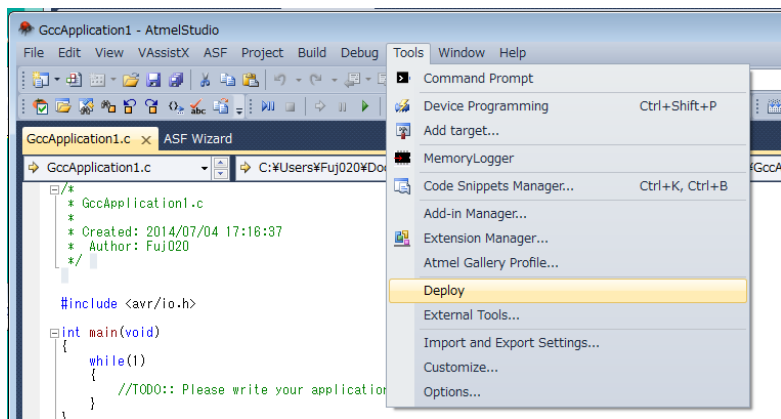 GccApplication1 - AtmelStudio
File Edit View VAssistX ASF Project Build Debug Tools Window Help
Command Prompt
Device Programming Ctrl+Shift+P
Add target...
MemoryLogger
Code Snippets Manager... Ctrl+K, Ctrl+B
Add-in Manager...
Extension Manager...
Atmel Gallery Profile...
Deploy
External Tools...
Import and Export Settings...
Customize...
Options...
GccApplication1.c x ASF Wizard
GccApplication1.c C:¥Users¥Fuj020¥Do ¥GccA
/*
* GccApplication1.c
*
* Created: 2014/07/04 17:16:37
* Author: Fuj020
*/
#include <avr/io.h>
int main(void)
{
while(1)
{
//TODO:: Please write your application
}
}